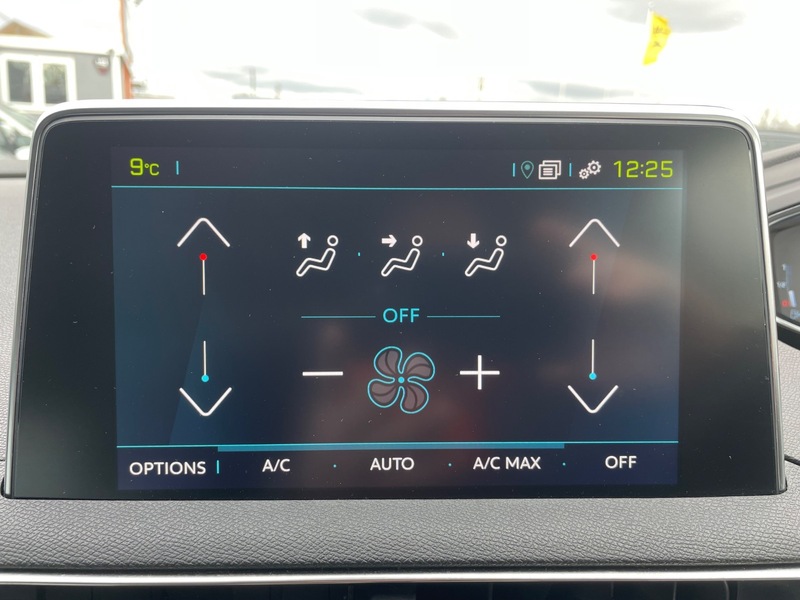 9°C 12:25
OFF
OPTIONS A/C AUTO A/C MAX OFF